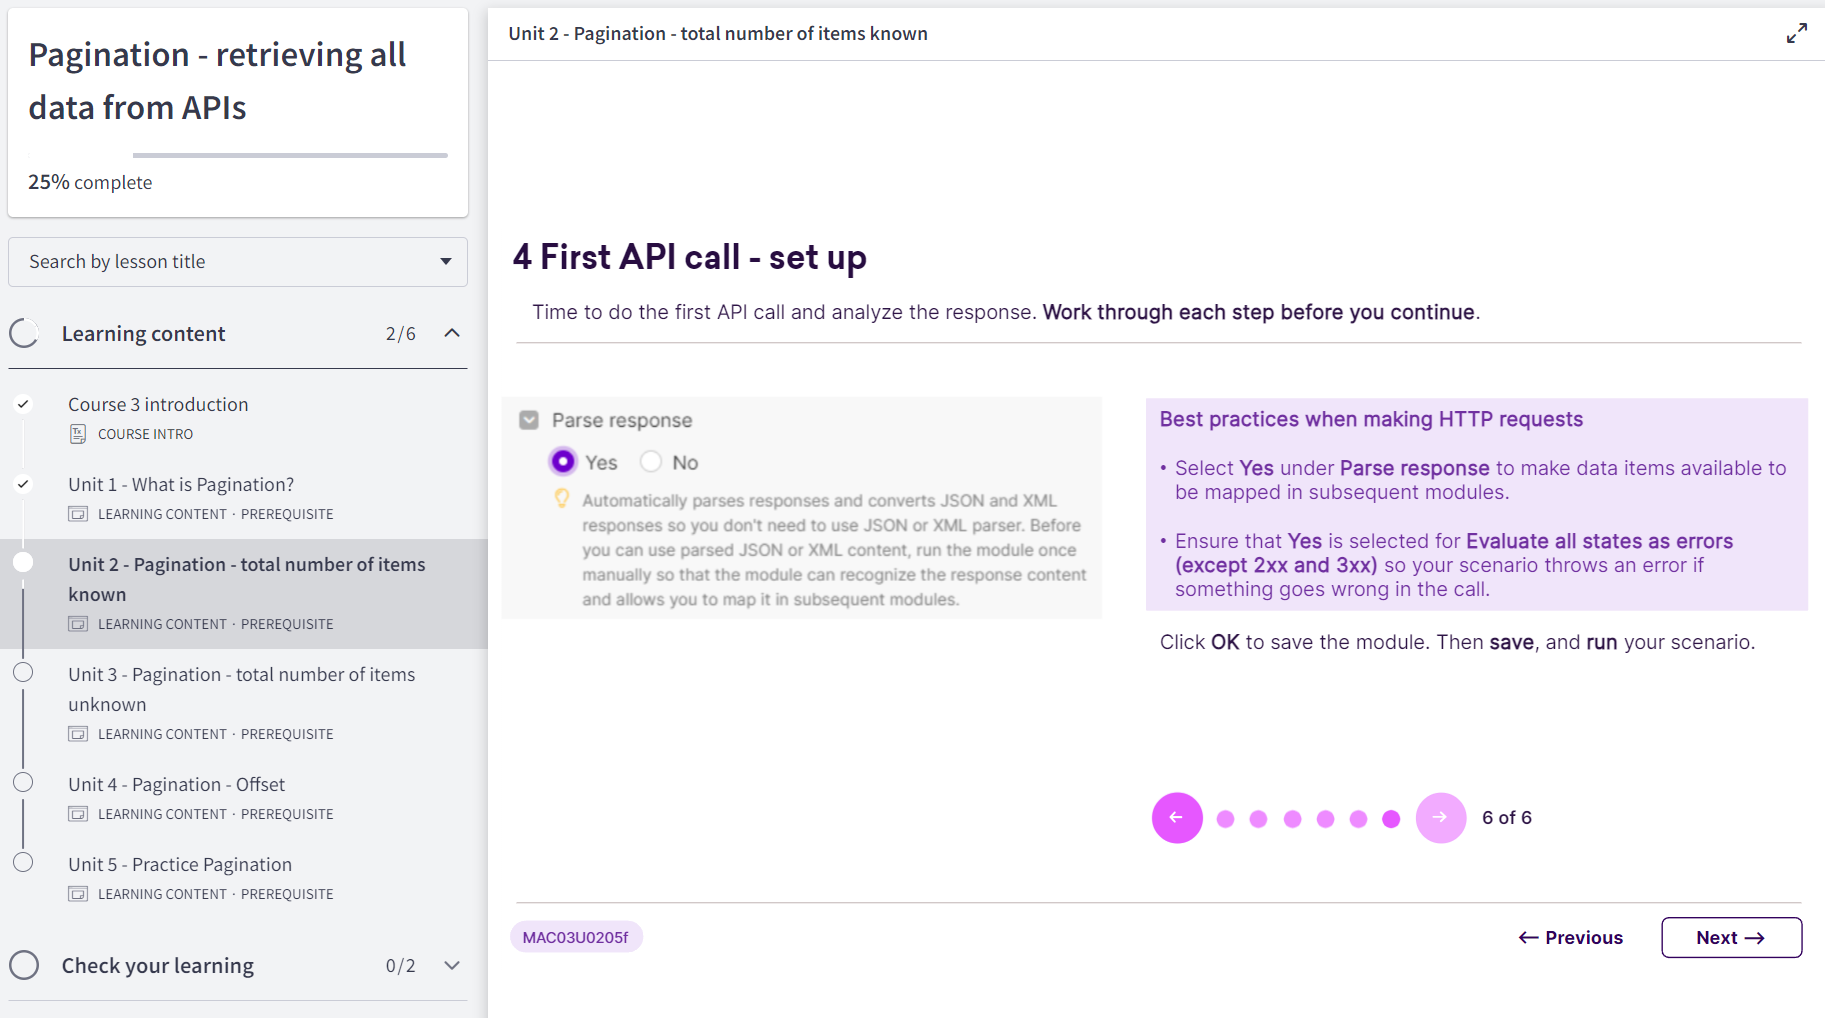 Pagination - retrieving all
data from APIs
25% complete
Search by lesson title
Learning content 2/6
Course 3 introduction
COURSE INTRO
Unit 1 - What is Pagination?
LEARNING CONTENT · PREREQUISITE
Unit 2 - Pagination - total number of items
known
LEARNING CONTENT · PREREQUISITE
Unit 3 - Pagination - total number of items
unknown
LEARNING CONTENT · PREREQUISITE
Unit 4 - Pagination - Offset
LEARNING CONTENT · PREREQUISITE
Unit 5 - Practice Pagination
LEARNING CONTENT · PREREQUISITE
Check your learning 0/2
Unit 2 - Pagination - total number of items known
4 First API call - set up
Time to do the first API call and analyze the response. Work through each step before you continue.
Parse response
Yes No
Automatically parses responses and converts JSON and XML
responses so you don't need to use JSON or XML parser. Before
you can use parsed JSON or XML content, run the module once
manually so that the module can recognize the response content
and allows you to map it in subsequent modules.
Best practices when making HTTP requests
• Select Yes under Parse response to make data items available to
be mapped in subsequent modules.
• Ensure that Yes is selected for Evaluate all states as errors
(except 2xx and 3xx) so your scenario throws an error if
something goes wrong in the call.
Click OK to save the module. Then save, and run your scenario.
← → 6 of 6
MAC03U0205f
← Previous Next →